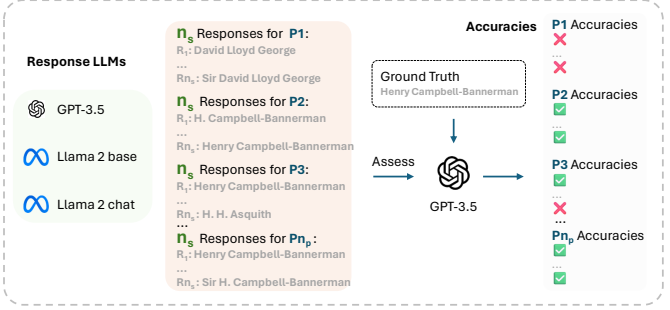 Response LLMs
GPT-3.5
Llama 2 base
Llama 2 chat
ns Responses for P1:
R1: David Lloyd George
...
Rns: Sir David Lloyd George
ns Responses for P2:
R1: H. Campbell-Bannerman
...
Rns: Henry Campbell-Bannerman
ns Responses for P3:
R1: Henry Campbell-Bannerman
...
Rns: H. H. Asquith
...
ns Responses for Pnp:
R1: Henry Campbell-Bannerman
...
Rns: Sir H. Campbell-Bannerman
Assess
Ground Truth
Henry Campbell-Bannerman
GPT-3.5
Accuracies
P1 Accuracies
...
P2 Accuracies
...
P3 Accuracies
...
...
Pnp Accuracies
...